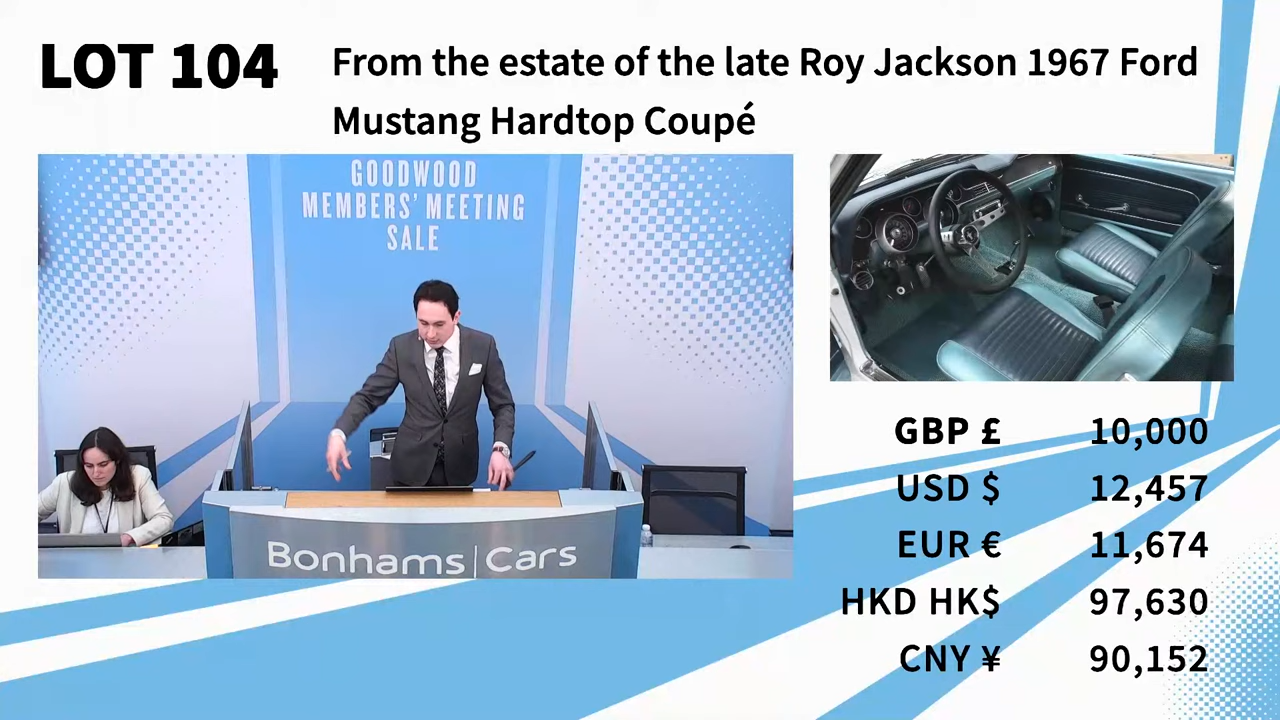 LOT 104
From the estate of the late Roy Jackson 1967 Ford
Mustang Hardtop Coupé
GOODWOOD
MEMBERS' MEETING
SALE
Bonhams|Cars
GBP £ 10,000
USD $ 12,457
EUR € 11,674
HKD HK$ 97,630
CNY ¥ 90,152